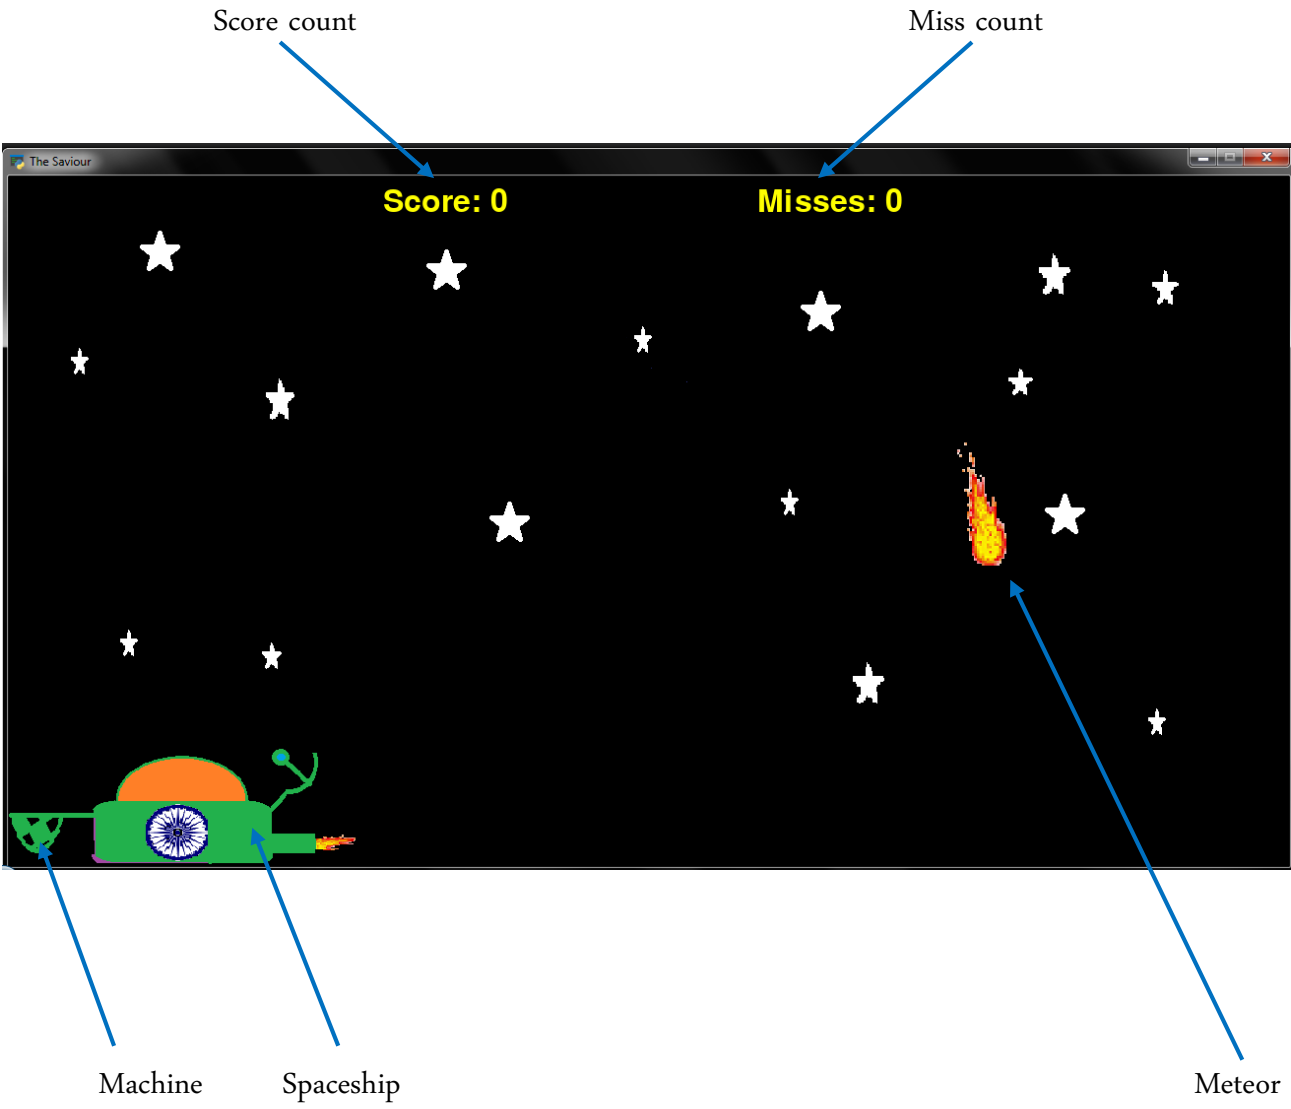 Score count
Miss count
The Saviour
Score: 0
Misses: 0
Machine
Spaceship
Meteor